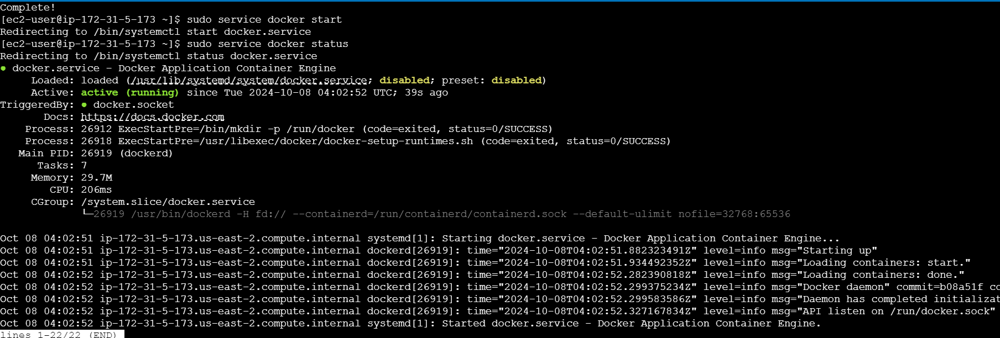 Complete!
[ec2-user@ip-172-31-5-173 ~]$ sudo service docker start
Redirecting to /bin/systemctl start docker.service
[ec2-user@ip-172-31-5-173 ~]$ sudo service docker status
Redirecting to /bin/systemctl status docker.service
● docker.service - Docker Application Container Engine
     Loaded: loaded (/usr/lib/systemd/system/docker.service; disabled; preset: disabled)
     Active: active (running) since Tue 2024-10-08 04:02:52 UTC; 39s ago
TriggeredBy: ● docker.socket
       Docs: https://docs.docker.com
    Process: 26912 ExecStartPre=/bin/mkdir -p /run/docker (code=exited, status=0/SUCCESS)
    Process: 26918 ExecStartPre=/usr/libexec/docker/docker-setup-runtimes.sh (code=exited, status=0/SUCCESS)
   Main PID: 26919 (dockerd)
      Tasks: 7
     Memory: 29.7M
        CPU: 206ms
     CGroup: /system.slice/docker.service
             └─26919 /usr/bin/dockerd -H fd:// --containerd=/run/containerd/containerd.sock --default-ulimit nofile=32768:65536
Oct 08 04:02:51 ip-172-31-5-173.us-east-2.compute.internal systemd[1]: Starting docker.service - Docker Application Container Engine...
Oct 08 04:02:51 ip-172-31-5-173.us-east-2.compute.internal dockerd[26919]: time="2024-10-08T04:02:51.882323491Z" level=info msg="Starting up"
Oct 08 04:02:51 ip-172-31-5-173.us-east-2.compute.internal dockerd[26919]: time="2024-10-08T04:02:51.934492352Z" level=info msg="Loading containers: start."
Oct 08 04:02:52 ip-172-31-5-173.us-east-2.compute.internal dockerd[26919]: time="2024-10-08T04:02:52.282390818Z" level=info msg="Loading containers: done."
Oct 08 04:02:52 ip-172-31-5-173.us-east-2.compute.internal dockerd[26919]: time="2024-10-08T04:02:52.299375234Z" level=info msg="Docker daemon" commit=b08a51f co
Oct 08 04:02:52 ip-172-31-5-173.us-east-2.compute.internal dockerd[26919]: time="2024-10-08T04:02:52.299583586Z" level=info msg="Daemon has completed initializat
Oct 08 04:02:52 ip-172-31-5-173.us-east-2.compute.internal dockerd[26919]: time="2024-10-08T04:02:52.327167834Z" level=info msg="API listen on /run/docker.sock"
Oct 08 04:02:52 ip-172-31-5-173.us-east-2.compute.internal systemd[1]: Started docker.service - Docker Application Container Engine.
lines 1-22/22 (END)